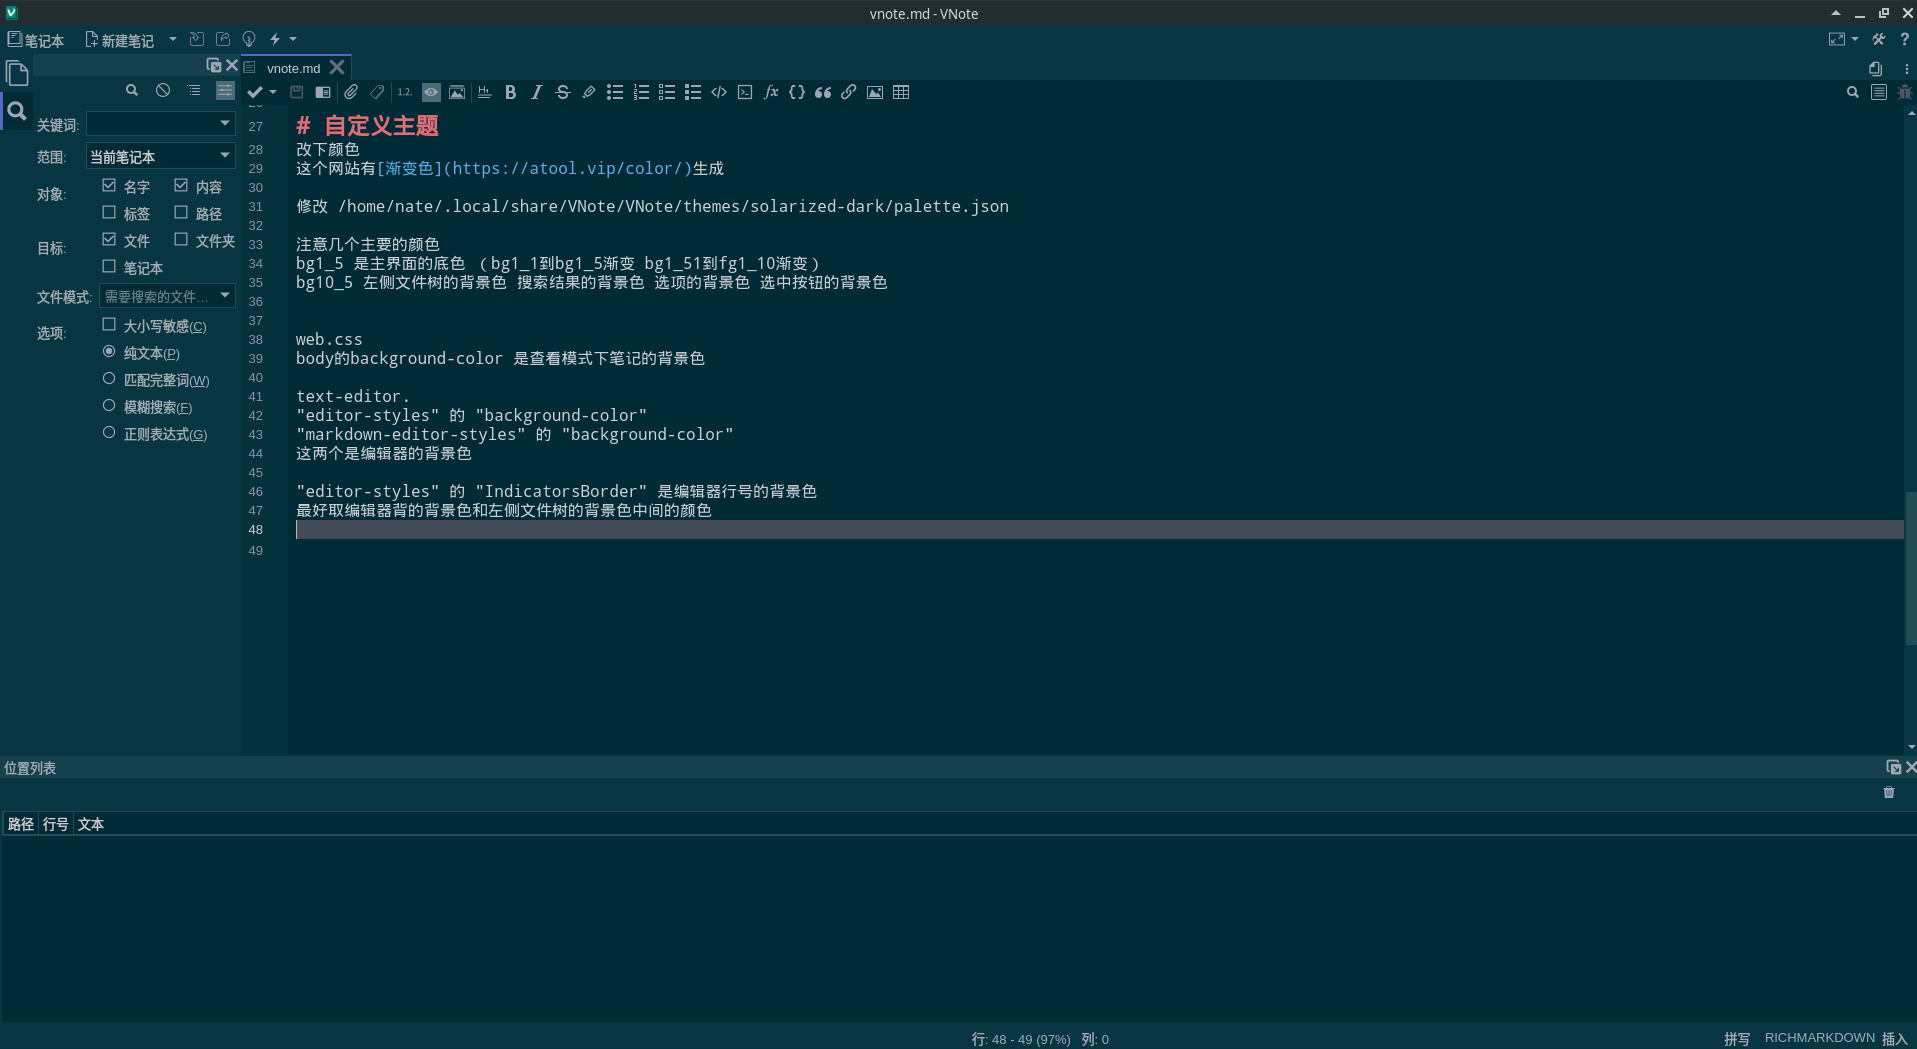 vnote.md - VNote
笔记本 新建笔记
vnote.md
1.2.
关键词:
范围: 当前笔记本
对象: 名字 内容
标签 路径
目标: 文件 文件夹
笔记本
文件模式: 需要搜索的文件...
选项: 大小写敏感(C)
纯文本(P)
匹配完整词(W)
模糊搜索(F)
正则表达式(G)
27 # 自定义主题
28 改下颜色
29 这个网站有[渐变色](https://atool.vip/color/)生成
30
31 修改 /home/nate/.local/share/VNote/VNote/themes/solarized-dark/palette.json
32
33 注意几个主要的颜色
34 bg1_5 是主界面的底色 （bg1_1到bg1_5渐变 bg1_51到fg1_10渐变）
35 bg10_5 左侧文件树的背景色 搜索结果的背景色 选项的背景色 选中按钮的背景色
36
37
38 web.css
39 body的background-color 是查看模式下笔记的背景色
40
41 text-editor.
42 "editor-styles" 的 "background-color"
43 "markdown-editor-styles" 的 "background-color"
44 这两个是编辑器的背景色
45
46 "editor-styles" 的 "IndicatorsBorder" 是编辑器行号的背景色
47 最好取编辑器背的背景色和左侧文件树的背景色中间的颜色
48
49
位置列表
路径 行号 文本
行: 48 - 49 (97%) 列: 0
拼写 RICHMARKDOWN 插入